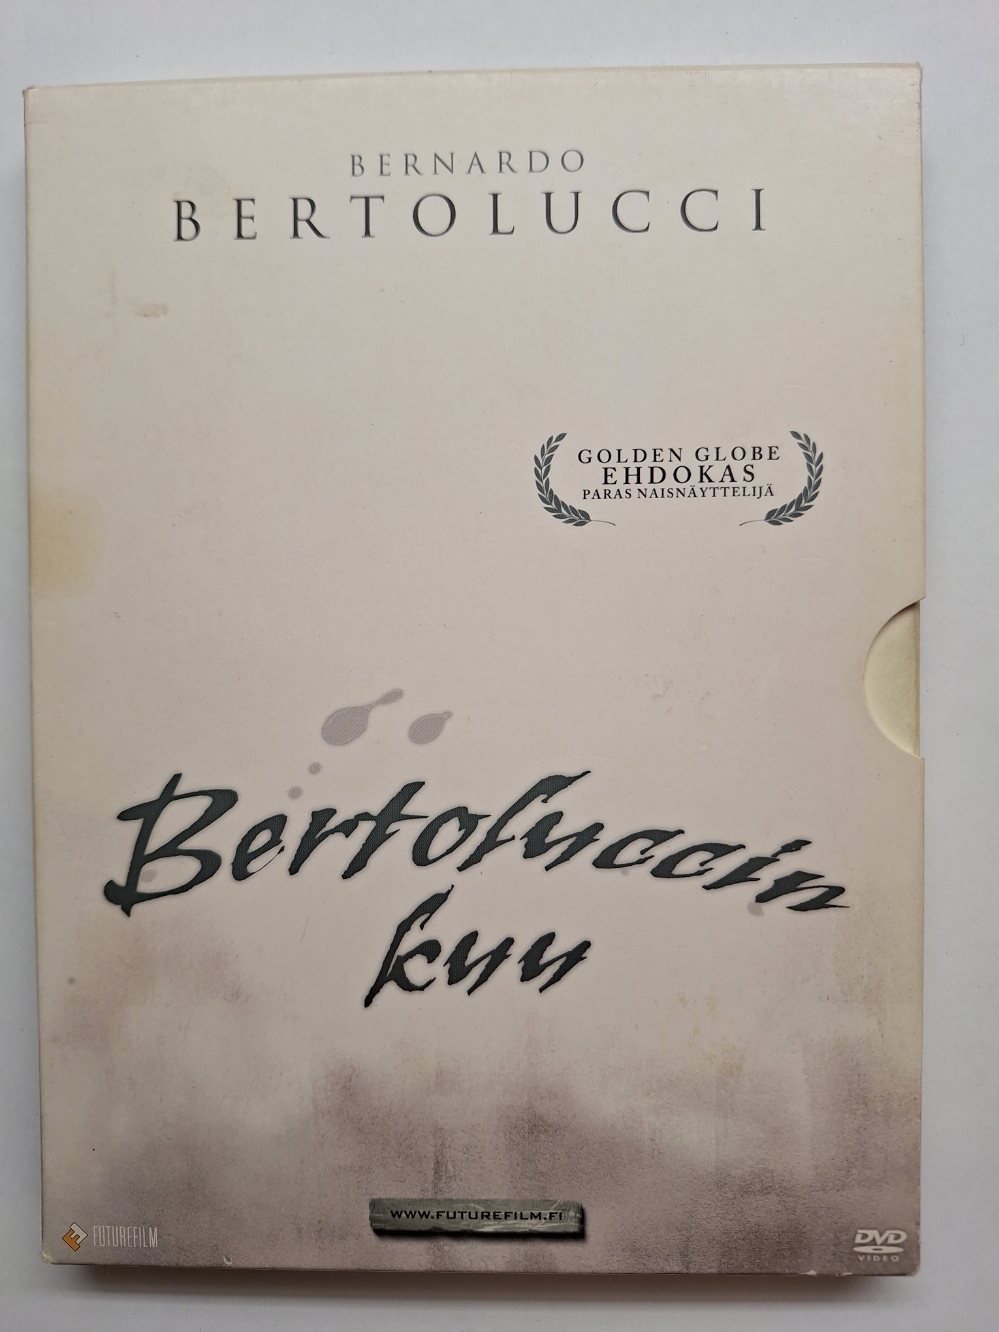 BERNARDO
BERTOLUCCI
GOLDEN GLOBE
EHDOKAS
PARAS NAISNÄYTTELIJÄ
Bertoluccin
kuu
WWW.FUTUREFILM.FI
FUTUREFILM
DVD
VIDEO